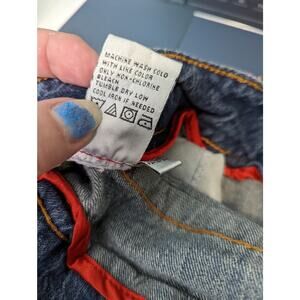 MACHINE WASH COLD
WITH LIKE COLOR
ONLY NON-CHLORINE
BLEACH
TUMBLE DRY LOW
COOL IRON IF NEEDED